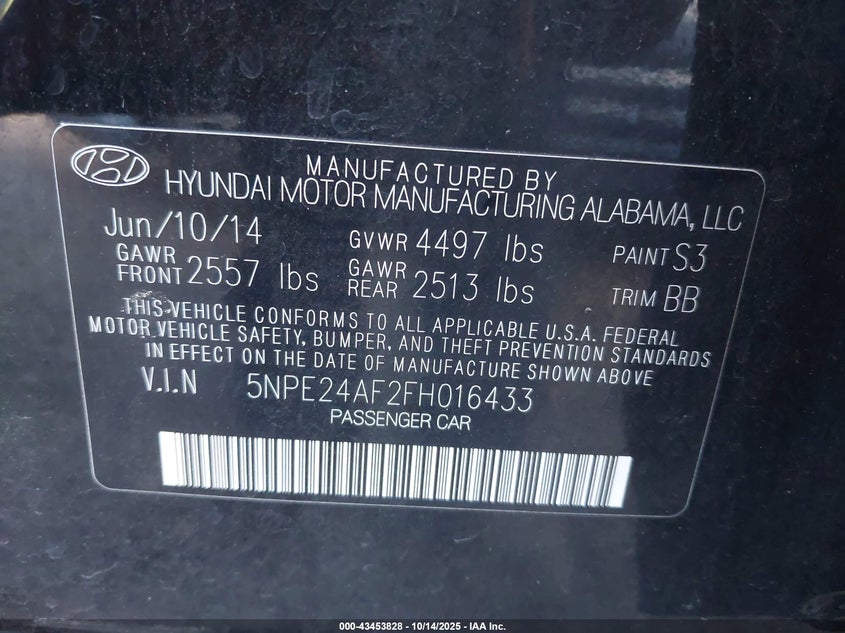 MANUFACTURED BY
HYUNDAI MOTOR MANUFACTURING ALABAMA, LLC
Jun/10/14 GVWR 4497 lbs PAINT S3
GAWR FRONT 2557 lbs GAWR REAR 2513 lbs TRIM BB
THIS VEHICLE CONFORMS TO ALL APPLICABLE U.S.A. FEDERAL
MOTOR VEHICLE SAFETY, BUMPER, AND THEFT PREVENTION STANDARDS
IN EFFECT ON THE DATE OF MANUFACTURE SHOWN ABOVE
V.I.N 5NPE24AF2FH016433
PASSENGER CAR
000-43453828 - 10/14/2025 - IAA Inc.